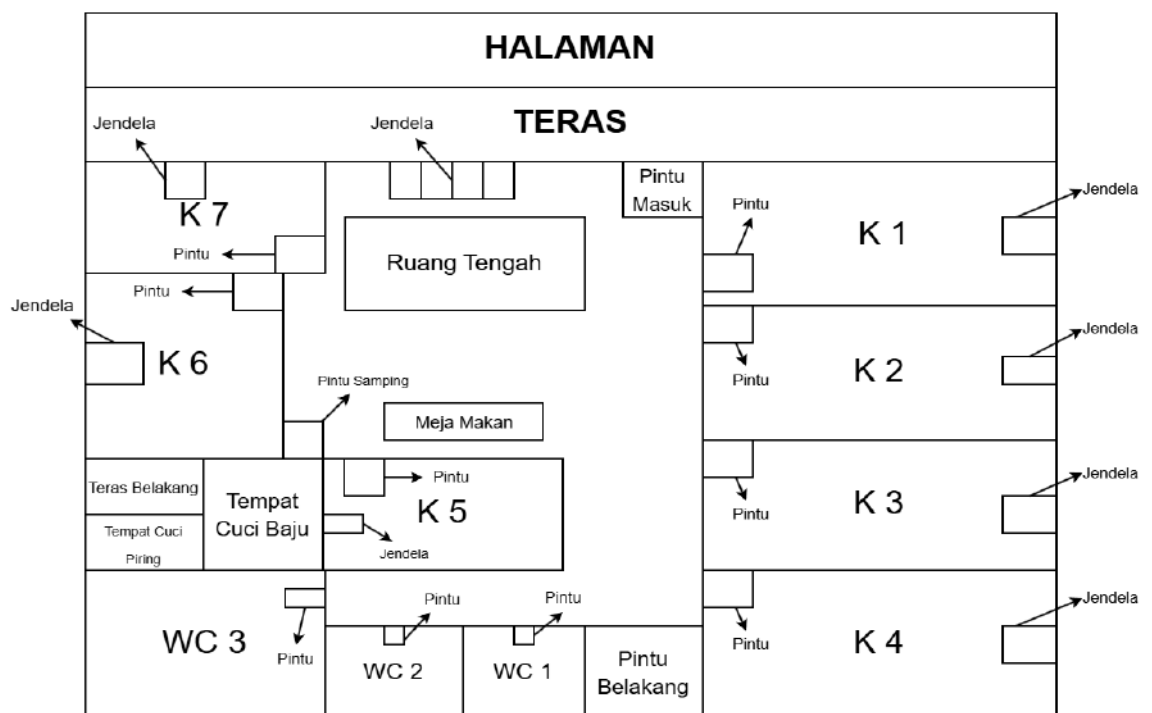 HALAMAN
TERAS
Jendela
Jendela
Pintu
Masuk
Pintu
Jendela
K 7
K 1
Pintu
Ruang Tengah
Pintu
Jendela
Jendela
K 6
K 2
Pintu
Pintu Samping
Meja Makan
Jendela
Teras Belakang
Tempat
Cuci Baju
Pintu
K 5
K 3
Pintu
Tempat Cuci
Piring
Jendela
Jendela
Pintu
Pintu
WC 3
Pintu
K 4
Pintu
WC 2
WC 1
Pintu
Belakang